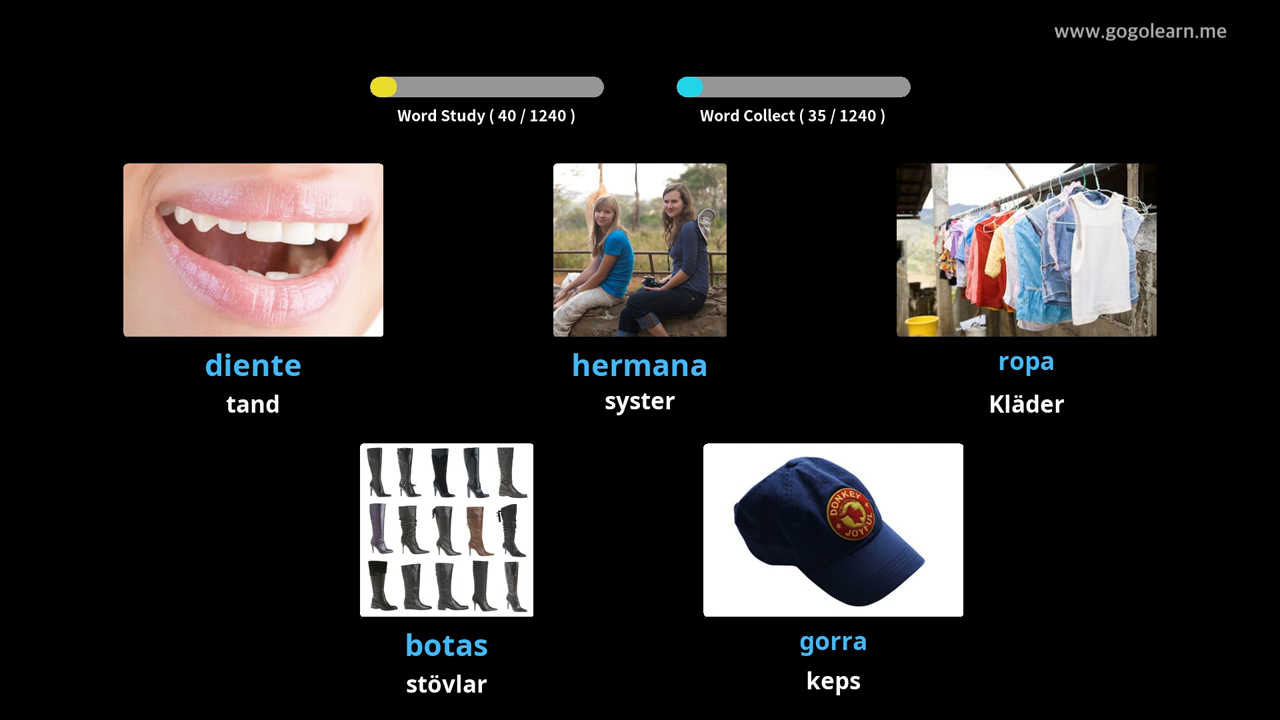 www.gogolearn.me
Word Study ( 40 / 1240 )
Word Collect ( 35 / 1240 )
diente
tand
hermana
syster
ropa
Kläder
DONKEY
JOYFUL
botas
stövlar
gorra
keps